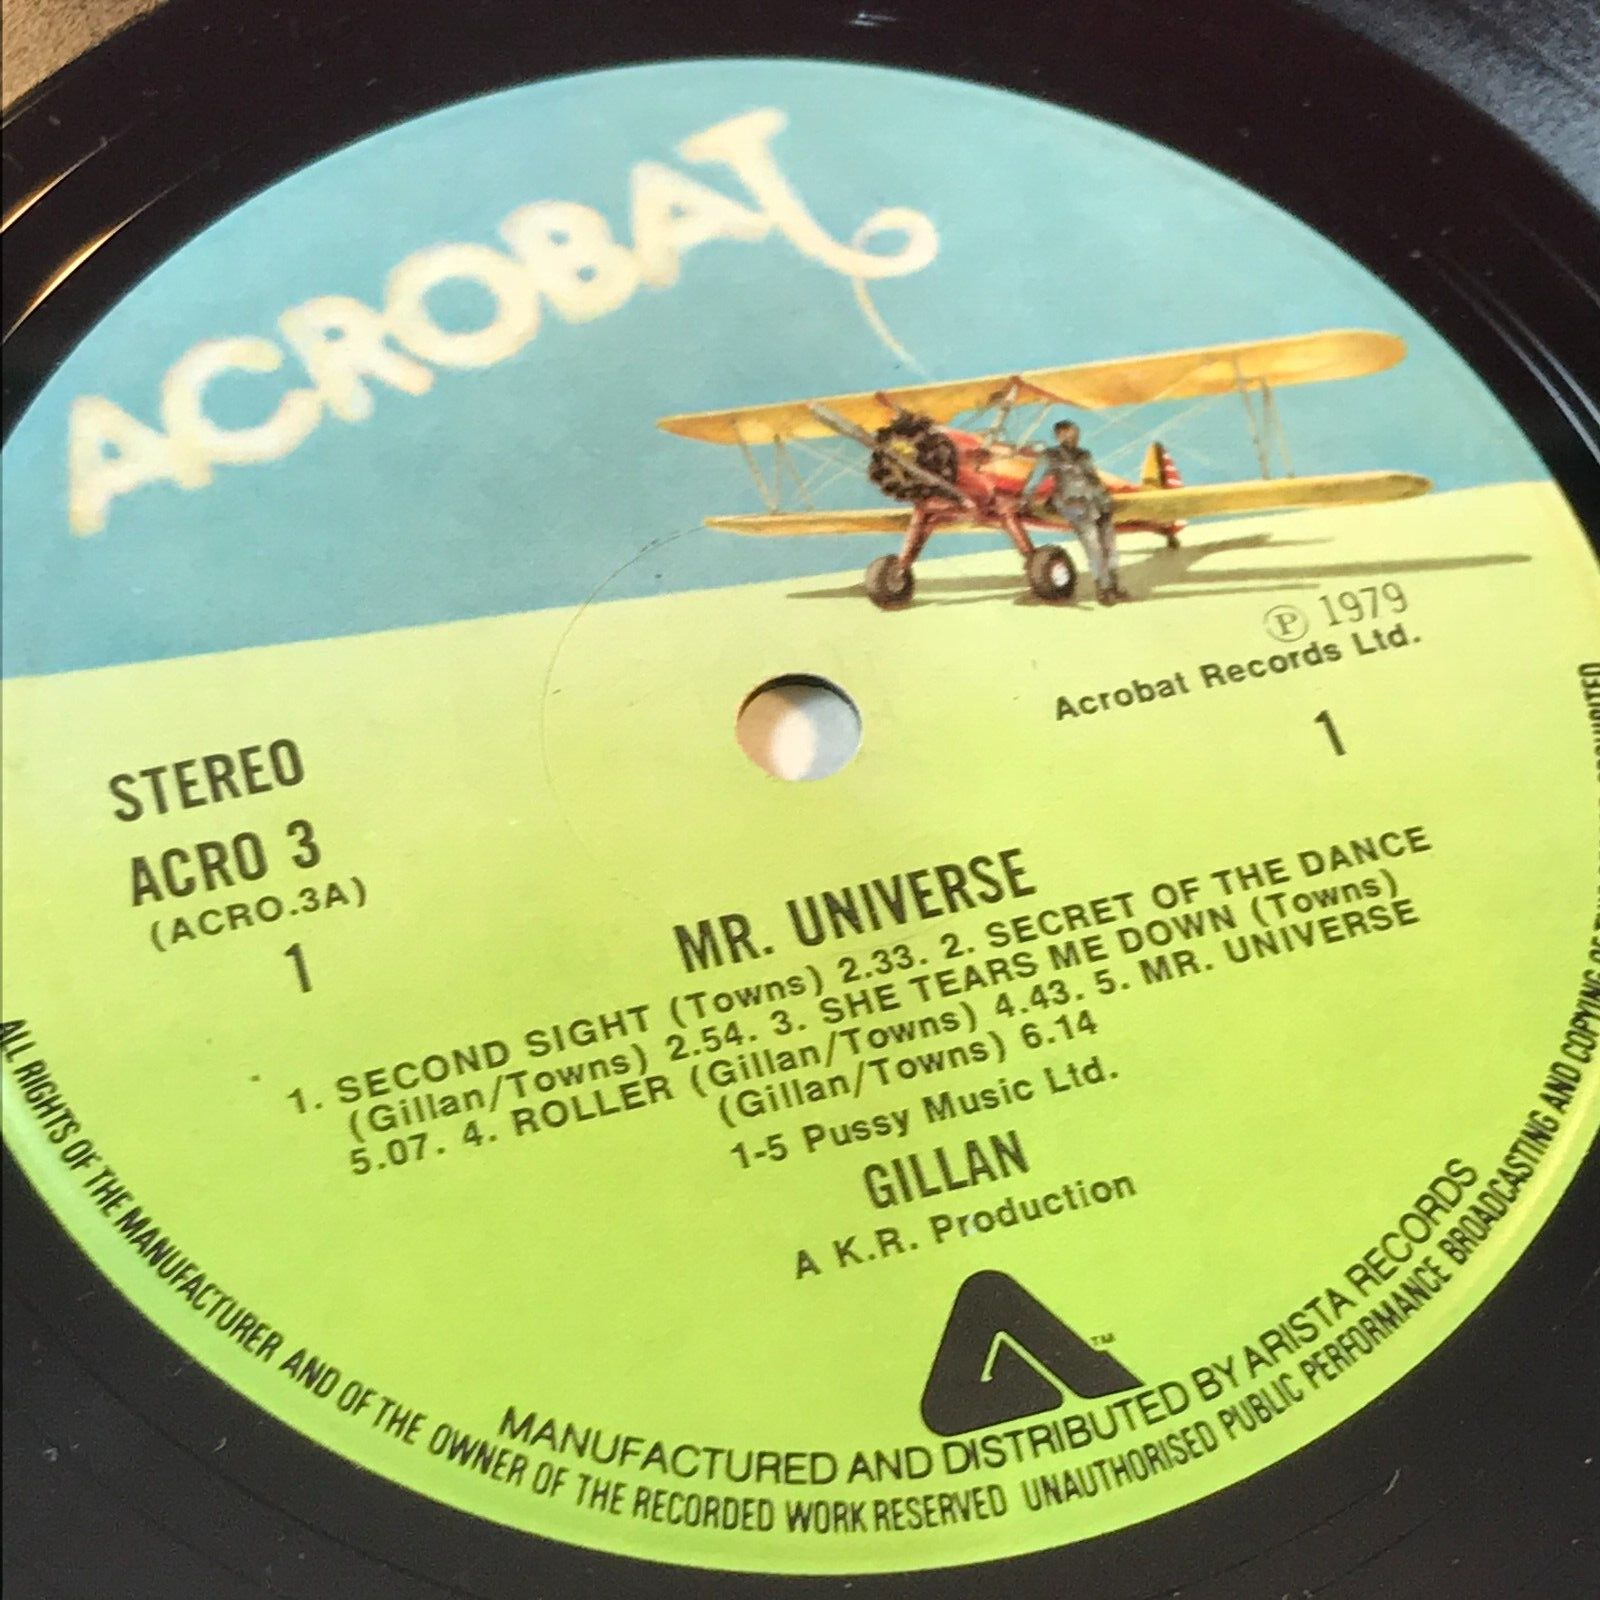 ACROBAT
Ⓟ 1979
Acrobat Records Ltd.
1
STEREO
ACRO 3
(ACRO.3A)
1
MR. UNIVERSE
1. SECOND SIGHT (Towns) 2.33. 2. SECRET OF THE DANCE
(Gillan/Towns) 2.54. 3. SHE TEARS ME DOWN (Towns)
5.07. 4. ROLLER (Gillan/Towns) 4.43. 5. MR. UNIVERSE
(Gillan/Towns) 6.14
1-5 Pussy Music Ltd.
GILLAN
A K.R. Production
TM
MANUFACTURED AND DISTRIBUTED BY ARISTA RECORDS
ALL RIGHTS OF THE MANUFACTURER AND OF THE OWNER OF THE RECORDED WORK RESERVED UNAUTHORISED PUBLIC PERFORMANCE BROADCASTING AND COPYING OF